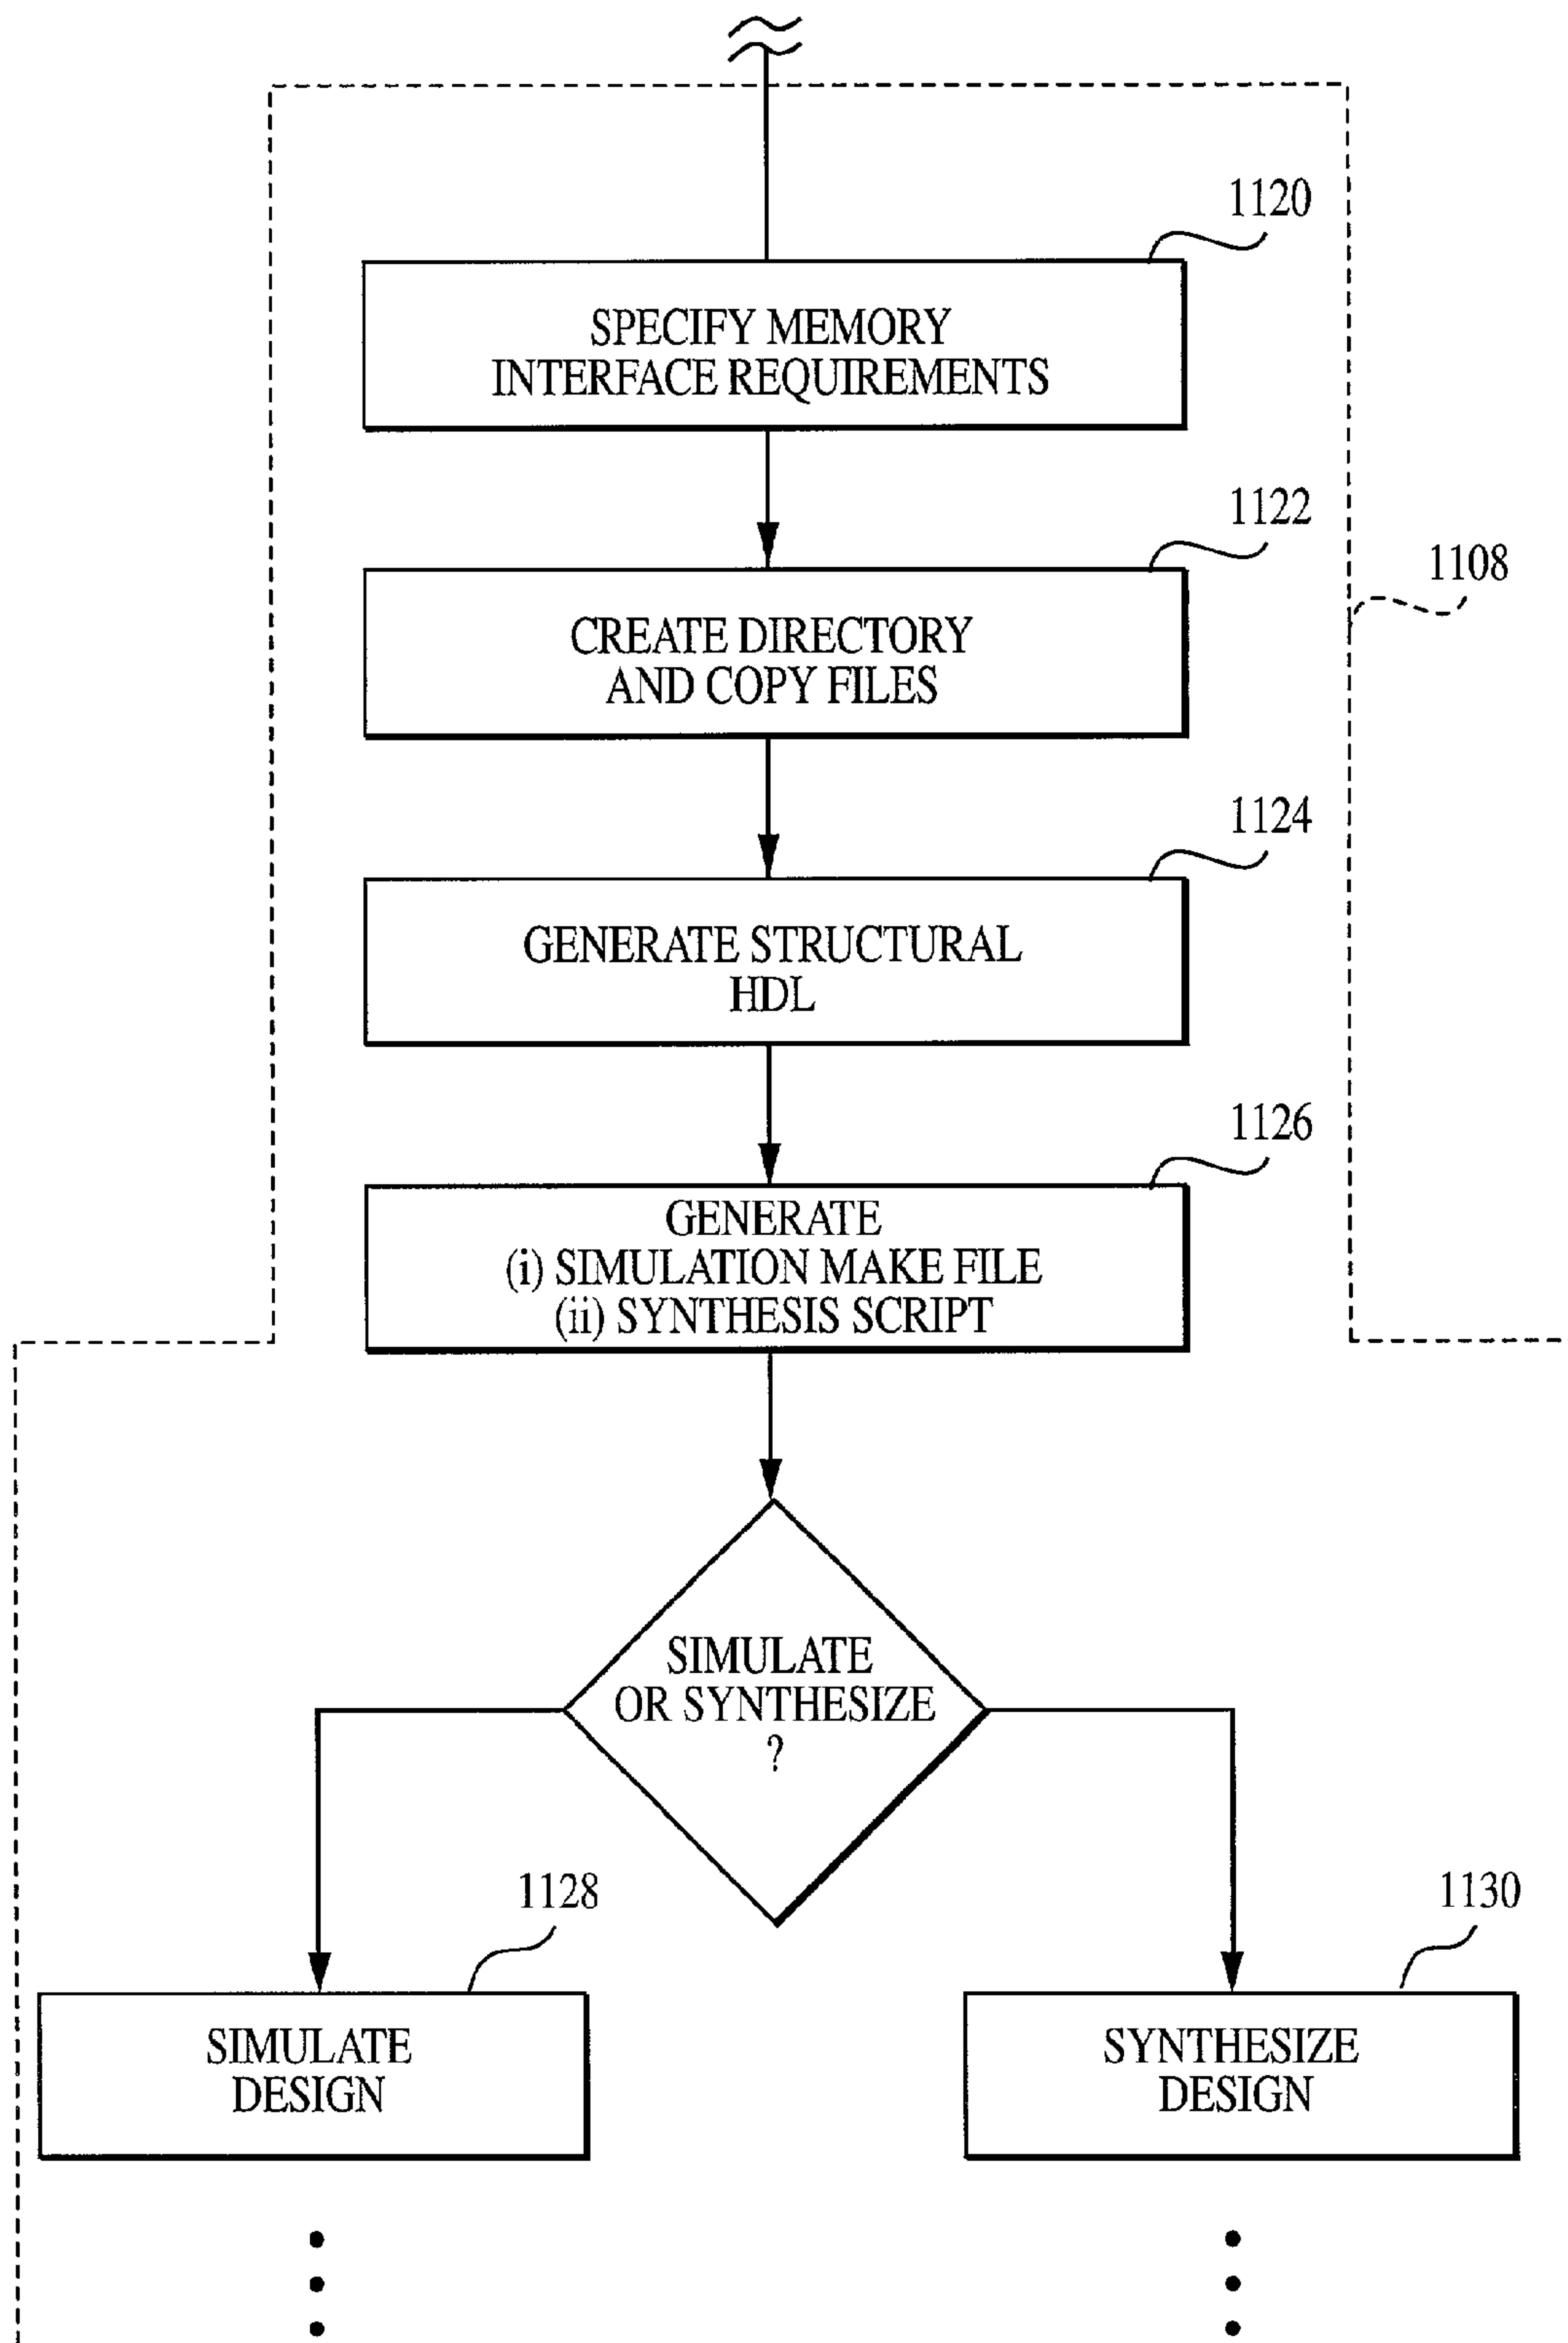 1120
SPECIFY MEMORY
INTERFACE REQUIREMENTS
1122
1108
CREATE DIRECTORY
AND COPY FILES
1124
GENERATE STRUCTURAL
HDL
1126
GENERATE
(i) SIMULATION MAKE FILE
(ii) SYNTHESIS SCRIPT
SIMULATE
OR SYNTHESIZE
?
1128
1130
SIMULATE
DESIGN
SYNTHESIZE
DESIGN